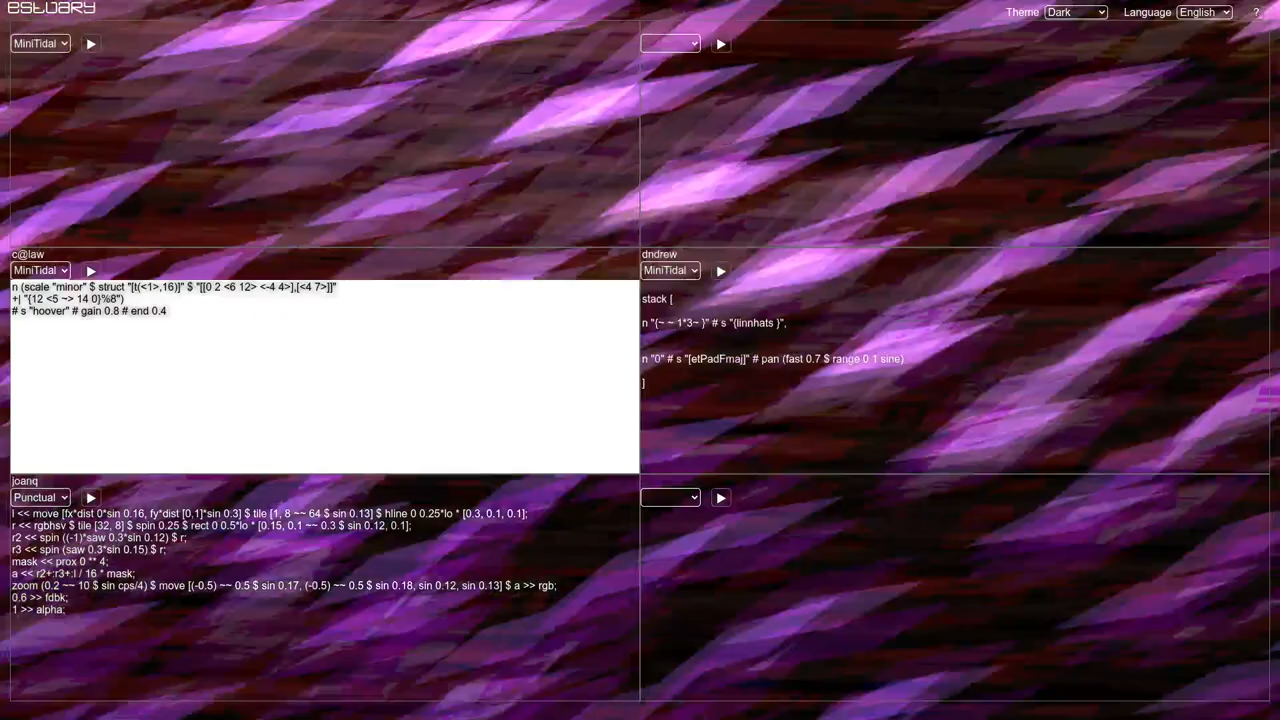 estuary
Theme Dark Language English ?
MiniTidal
c@law
MiniTidal
n (scale "minor" $ struct "[t(<1>,16)]" $ "[[0 2 <6 12> <-4 4>],[<4 7>]]"
+| "{12 <5 ~> 14 0}%8")
# s "hoover" # gain 0.8 # end 0.4
dndrew
MiniTidal
stack [
n "{~ ~ 1*3~ }" # s "{linnhats }",
n "0" # s "[etPadFmaj]" # pan (fast 0.7 $ range 0 1 sine)
]
joanq
Punctual
l << move [fx*dist 0*sin 0.16, fy*dist [0,1]*sin 0.3] $ tile [1, 8 ~~ 64 $ sin 0.13] $ hline 0 0.25*lo * [0.3, 0.1, 0.1];
r << rgbhsv $ tile [32, 8] $ spin 0.25 $ rect 0 0.5*lo * [0.15, 0.1 ~~ 0.3 $ sin 0.12, 0.1];
r2 << spin ((-1)*saw 0.3*sin 0.12) $ r;
r3 << spin (saw 0.3*sin 0.15) $ r;
mask << prox 0 ** 4;
a << r2+:r3+:l / 16 * mask;
zoom (0.2 ~~ 10 $ sin cps/4) $ move [(-0.5) ~~ 0.5 $ sin 0.17, (-0.5) ~~ 0.5 $ sin 0.18, sin 0.12, sin 0.13] $ a >> rgb;
0.6 >> fdbk;
1 >> alpha;